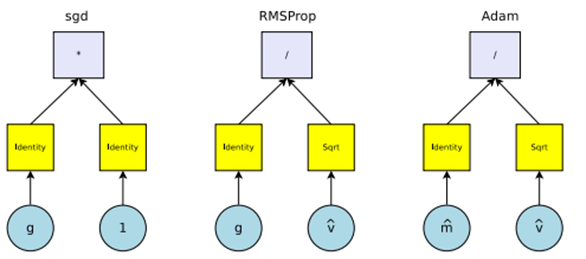 sgd
RMSProp
Adam
*
/
/
Identity
Identity
Identity
Sqrt
Identity
Sqrt
g
1
g
v̂
m̂
v̂